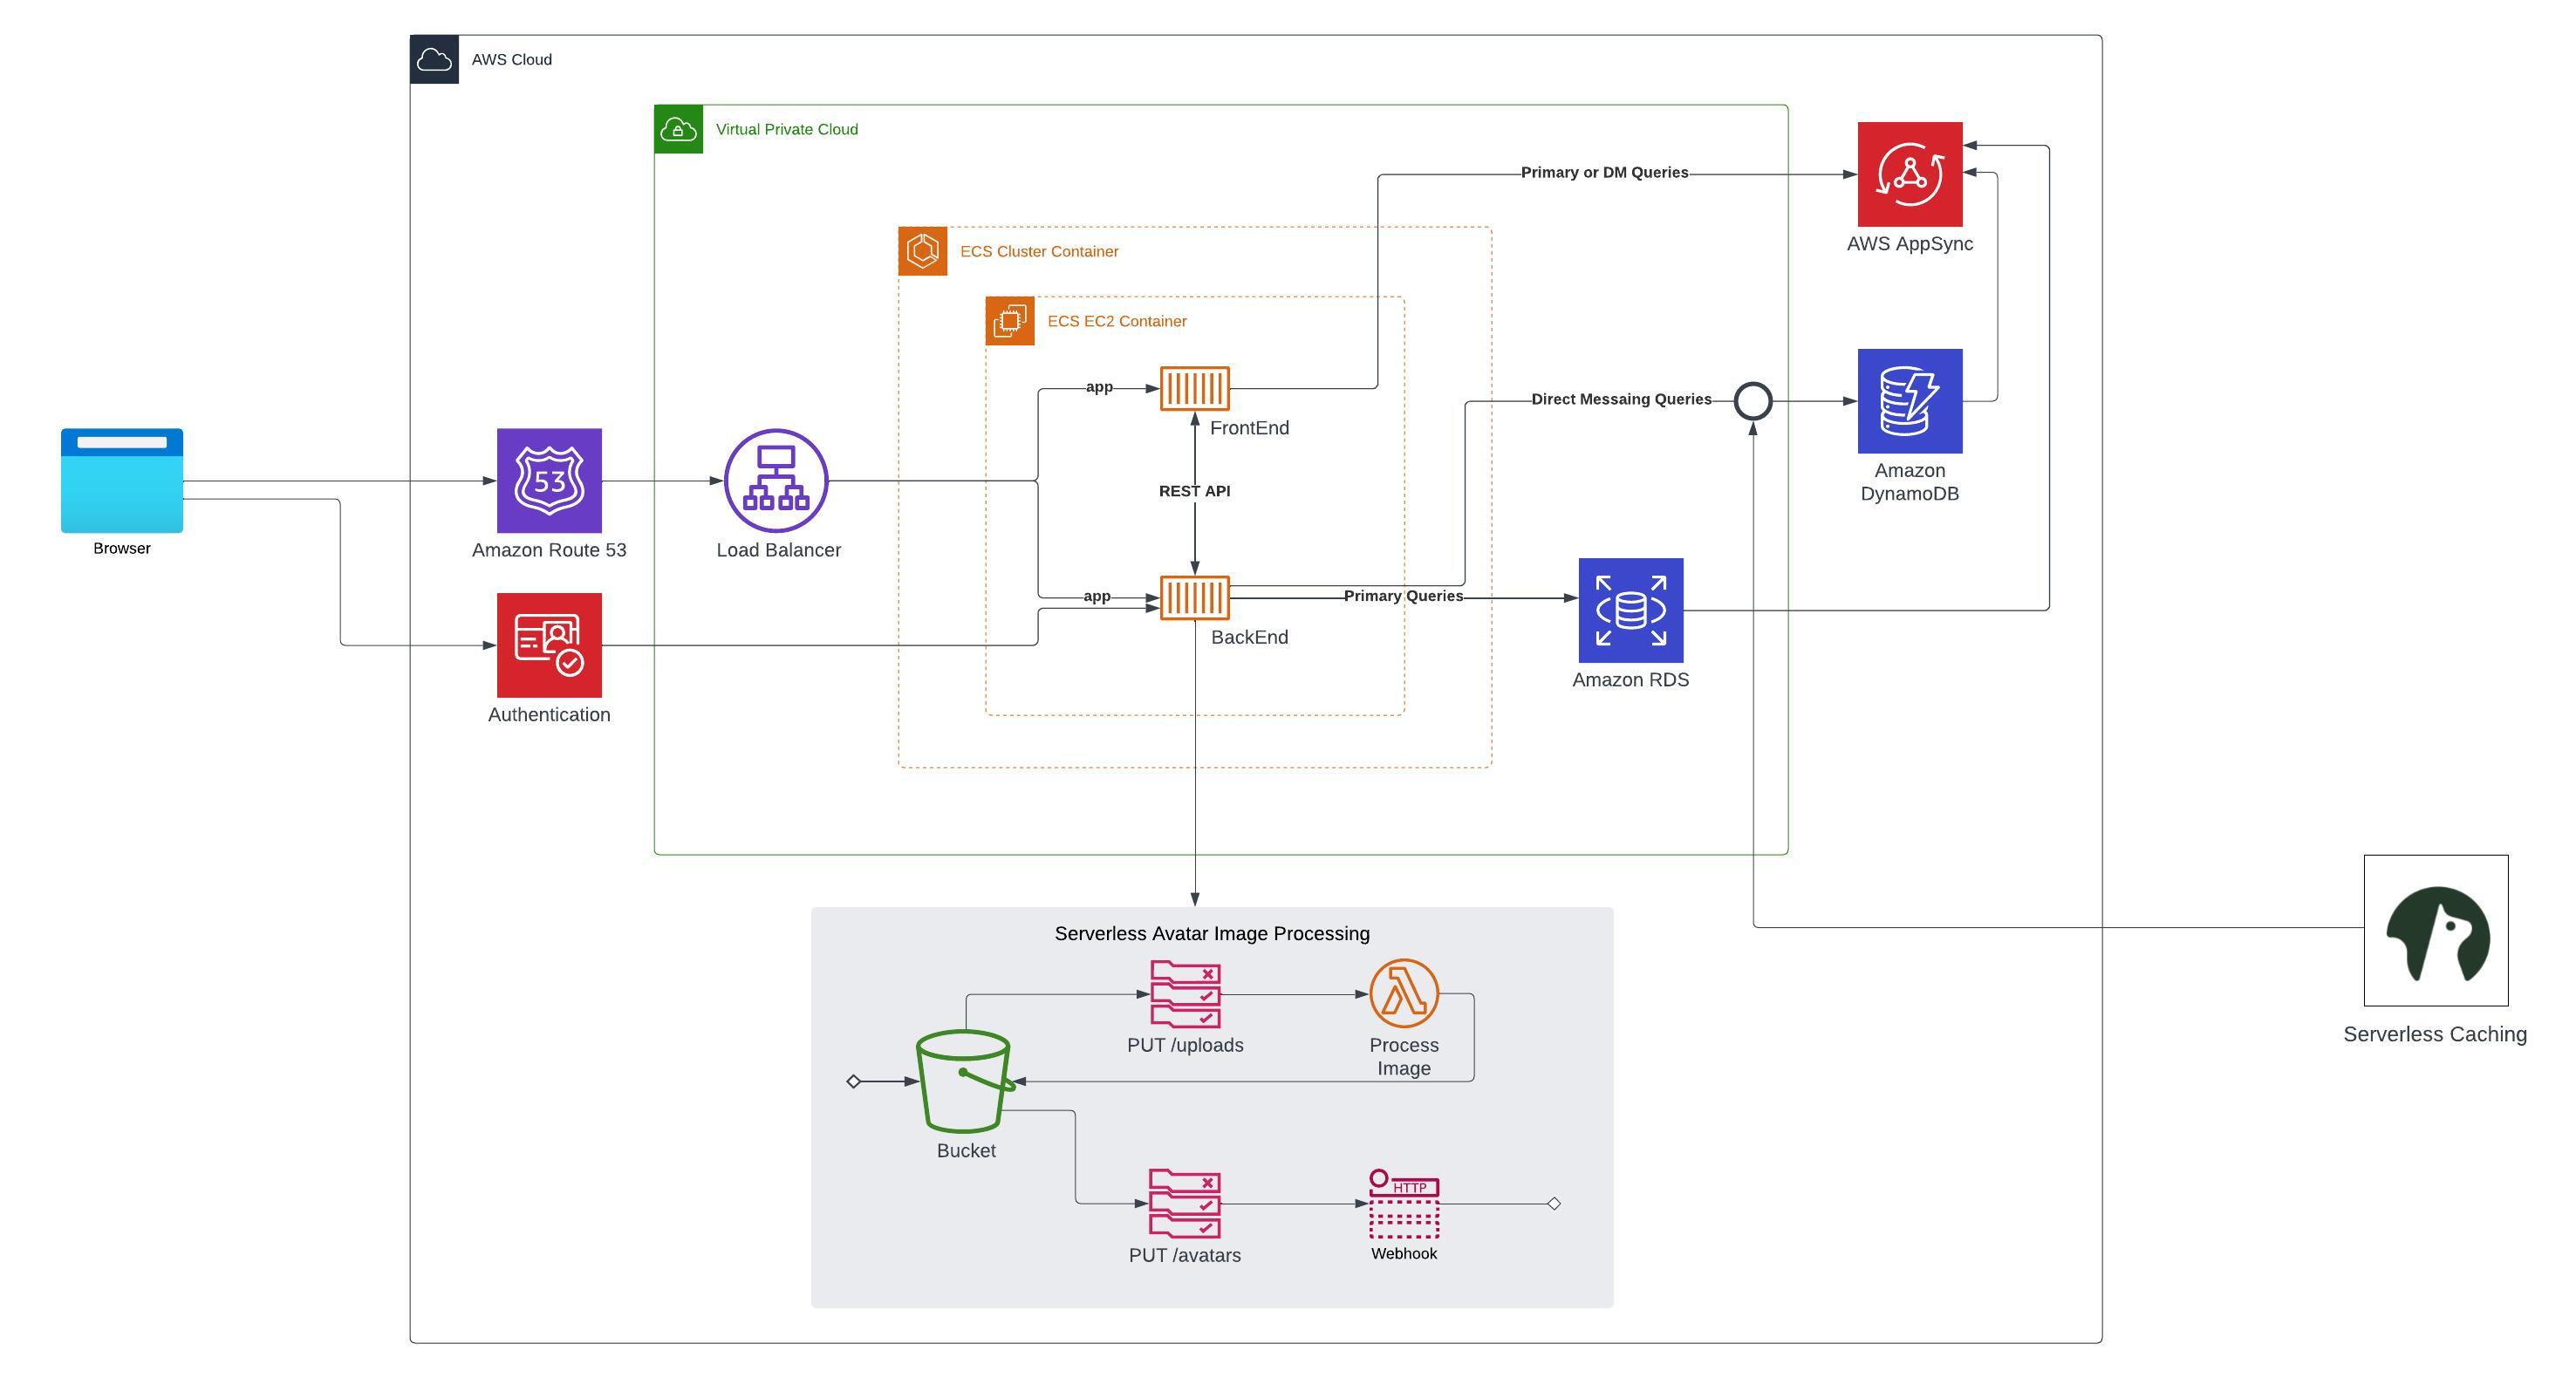 AWS Cloud
Virtual Private Cloud
Primary or DM Queries
AWS AppSync
ECS Cluster Container
ECS EC2 Container
app
FrontEnd
Direct Messaing Queries
Amazon
DynamoDB
Browser
53
Amazon Route 53
Load Balancer
REST API
app
Primary Queries
BackEnd
Amazon RDS
Authentication
Serverless Avatar Image Processing
PUT /uploads
Process
Image
Bucket
HTTP
PUT /avatars
Webhook
Serverless Caching